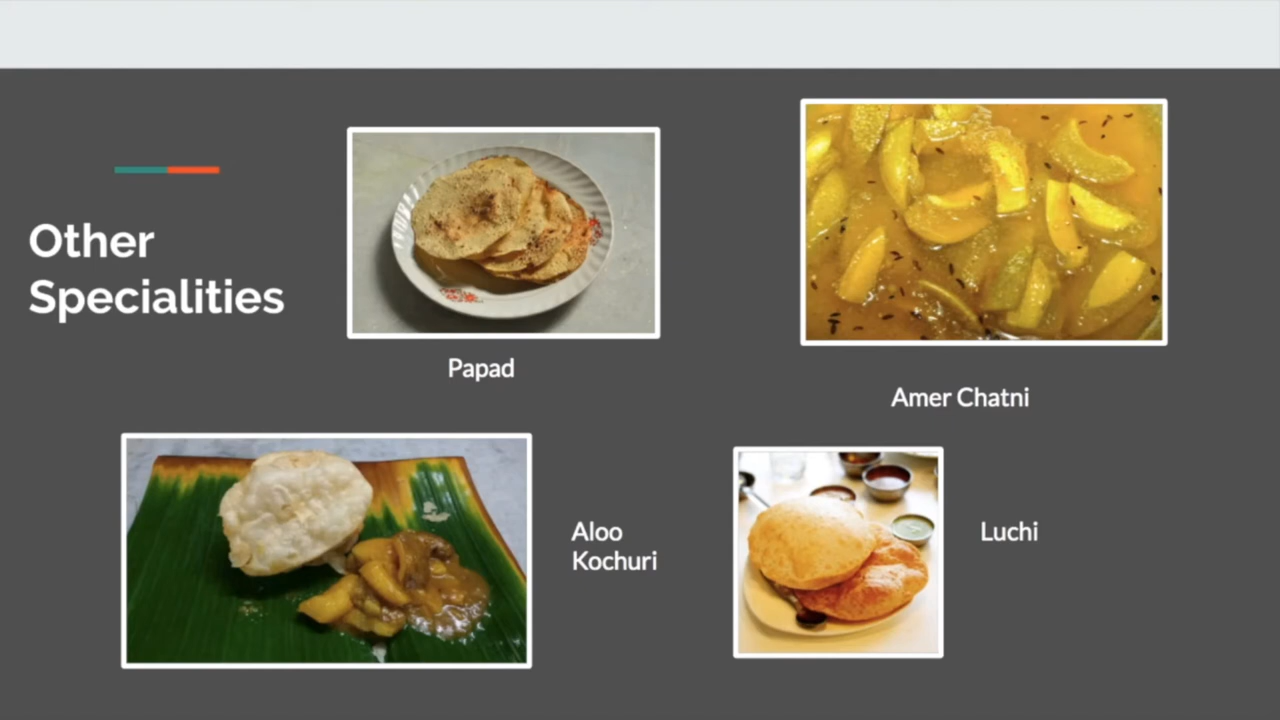 Other
Specialities
Papad
Amer Chatni
Aloo
Kochuri
Luchi